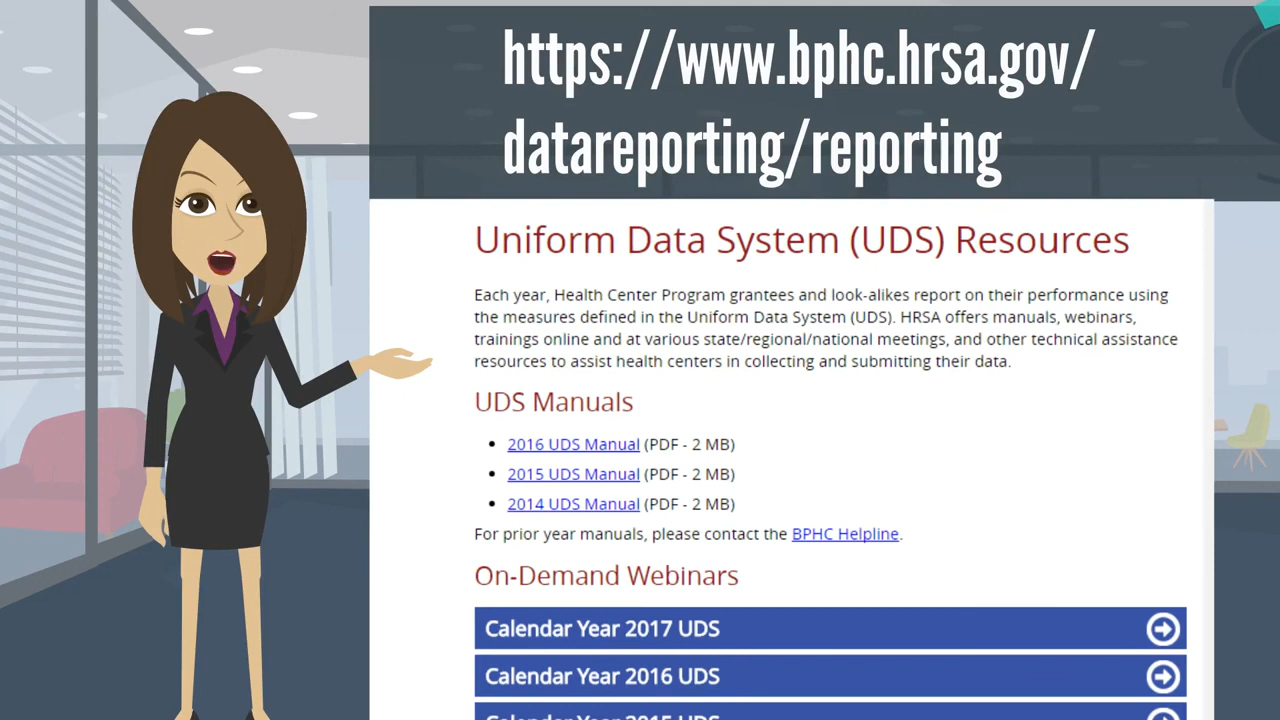 https://www.bphc.hrsa.gov/
datareporting/reporting
Uniform Data System (UDS) Resources
Each year, Health Center Program grantees and look-alikes report on their performance using
the measures defined in the Uniform Data System (UDS). HRSA offers manuals, webinars,
trainings online and at various state/regional/national meetings, and other technical assistance
resources to assist health centers in collecting and submitting their data.
UDS Manuals
• 2016 UDS Manual (PDF - 2 MB)
• 2015 UDS Manual (PDF - 2 MB)
• 2014 UDS Manual (PDF - 2 MB)
For prior year manuals, please contact the BPHC Helpline.
On-Demand Webinars
Calendar Year 2017 UDS
Calendar Year 2016 UDS
Calendar Year 2015 UDS